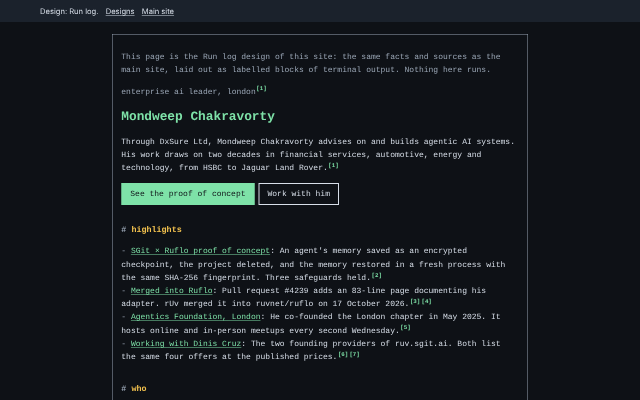 Design: Run log. Designs Main site
This page is the Run log design of this site: the same facts and sources as the
main site, laid out as labelled blocks of terminal output. Nothing here runs.
enterprise ai leader, london[1]
Mondweep Chakravorty
Through DxSure Ltd, Mondweep Chakravorty advises on and builds agentic AI systems.
His work draws on two decades in financial services, automotive, energy and
technology, from HSBC to Jaguar Land Rover.[1]
See the proof of concept Work with him
# highlights
- SGit × Ruflo proof of concept: An agent's memory saved as an encrypted
checkpoint, the project deleted, and the memory restored in a fresh process with
the same SHA-256 fingerprint. Three safeguards held.[2]
- Merged into Ruflo: Pull request #4239 adds an 83-line page documenting his
adapter. rUv merged it into ruvnet/ruflo on 17 October 2026.[3][4]
- Agentics Foundation, London: He co-founded the London chapter in May 2025. It
hosts online and in-person meetups every second Wednesday.[5]
- Working with Dinis Cruz: The two founding providers of ruv.sgit.ai. Both list
the same four offers at the published prices.[6][7]
# who